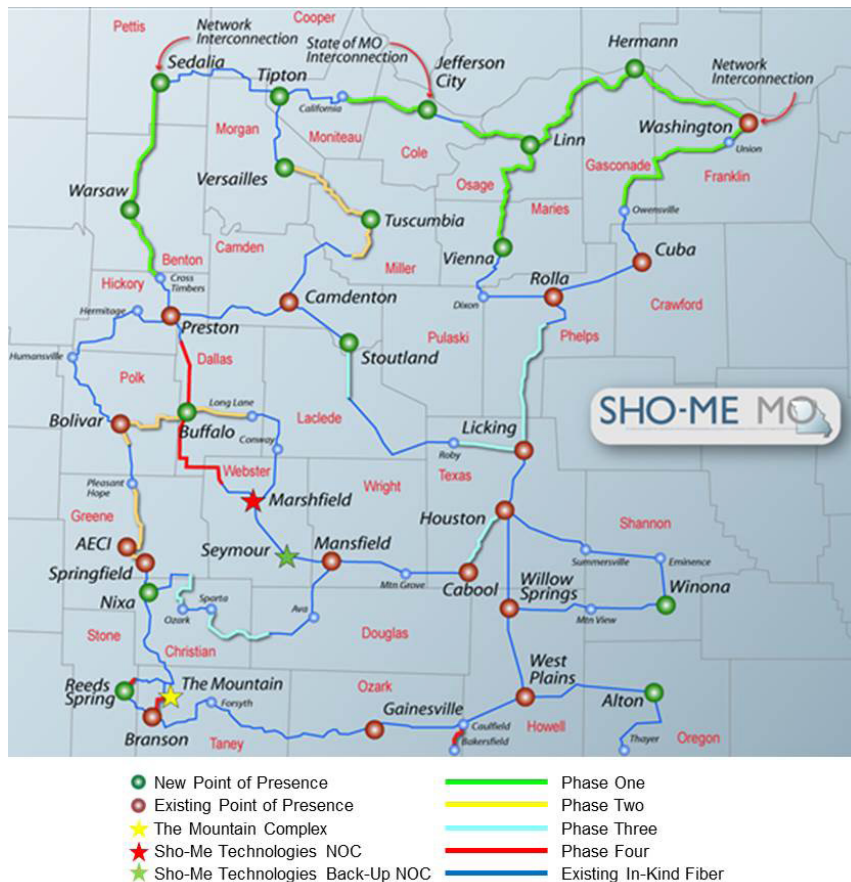 Pettis
Cooper
Network
Interconnection
State of MO
Interconnection
Hermann
Sedalia
Tipton
Jefferson
City
Network
Interconnection
California
Washington
Morgan
Moniteau
Cole
Linn
Union
Gasconade
Versailles
Osage
Franklin
Warsaw
Maries
Tuscumbia
Owensville
Benton
Camden
Vienna
Cuba
Miller
Hickory
Cross
Timbers
Rolla
Camdenton
Dixon
Crawford
Hermitage
Preston
Pulaski
Phelps
Humansville
Dallas
Stoutland
Polk
Long Lane
Laclede
SHO-ME MO
Bolivar
Buffalo
Licking
Conway
Roby
Webster
Texas
Pleasant
Hope
Wright
Marshfield
Greene
Houston
Shannon
AECI
Seymour
Mansfield
Summersville
Eminence
Springfield
Mtn Grove
Cabool
Willow
Springs
Winona
Nixa
Ozark
Sparta
Ava
Mtn View
Stone
Douglas
Christian
West
Plains
Reeds
Spring
The Mountain
Ozark
Alton
Forsyth
Gainesville
Branson
Caulfield
Howell
Taney
Bakersfield
Thayer
Oregon
New Point of Presence
Phase One
Existing Point of Presence
Phase Two
The Mountain Complex
Phase Three
Sho-Me Technologies NOC
Phase Four
Sho-Me Technologies Back-Up NOC
Existing In-Kind Fiber